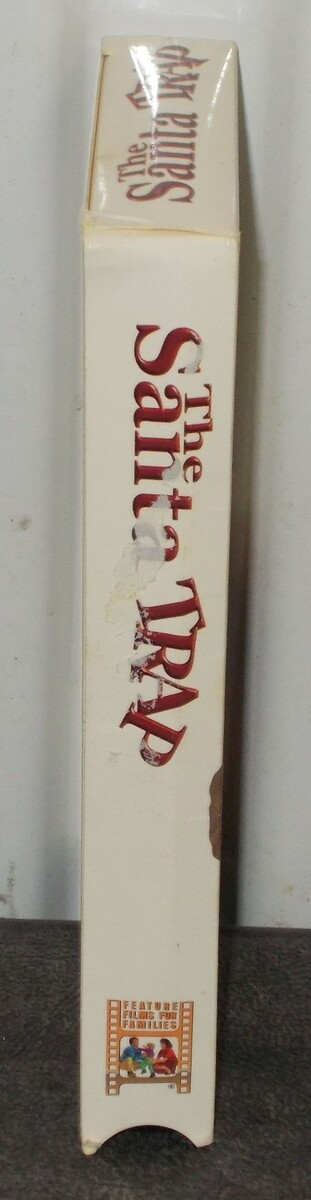 The
Santa TRAP
The
Santa TRAP
FEATURE
FILMS FOR
FAMILIES
®